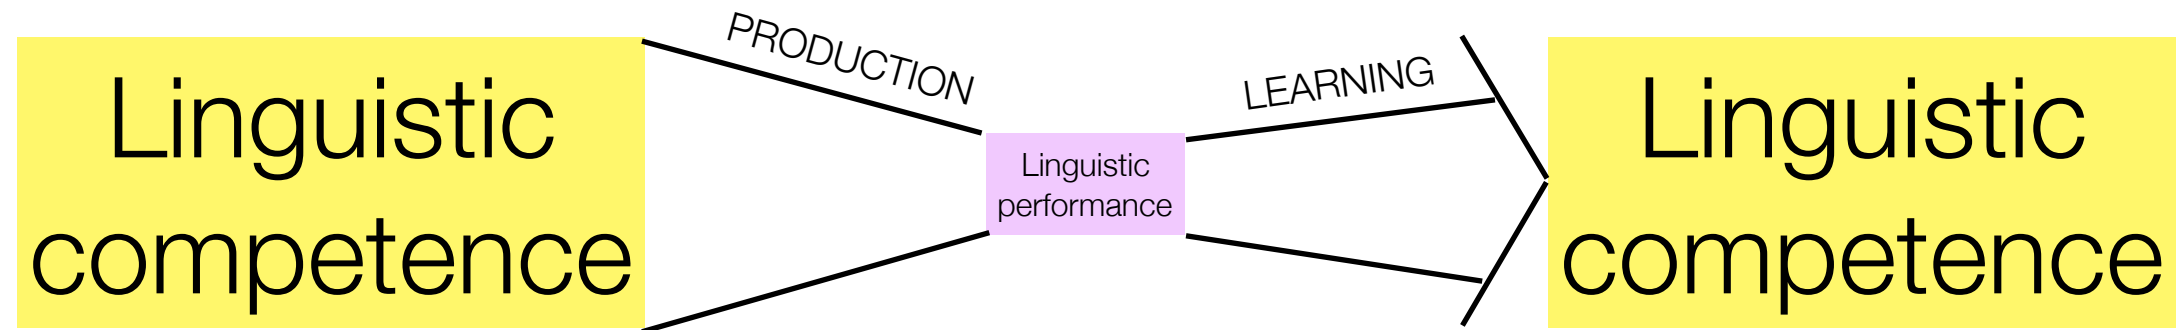 Linguistic
competence
PRODUCTION
Linguistic
performance
LEARNING
Linguistic
competence